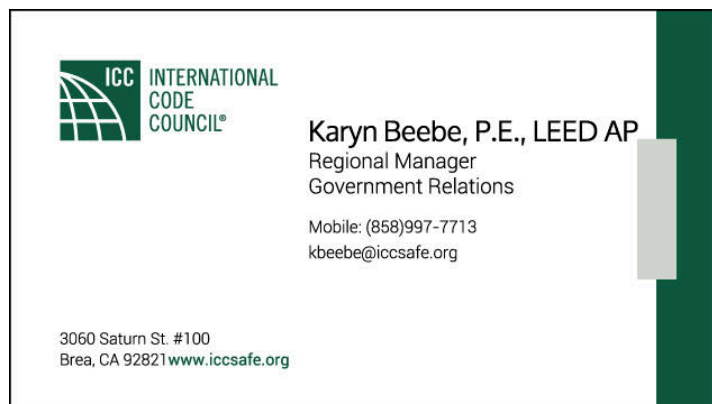 ICC INTERNATIONAL
CODE
COUNCIL®
Karyn Beebe, P.E., LEED AP
Regional Manager
Government Relations
Mobile: (858)997-7713
kbeebe@iccsafe.org
3060 Saturn St. #100
Brea, CA 92821www.iccsafe.org